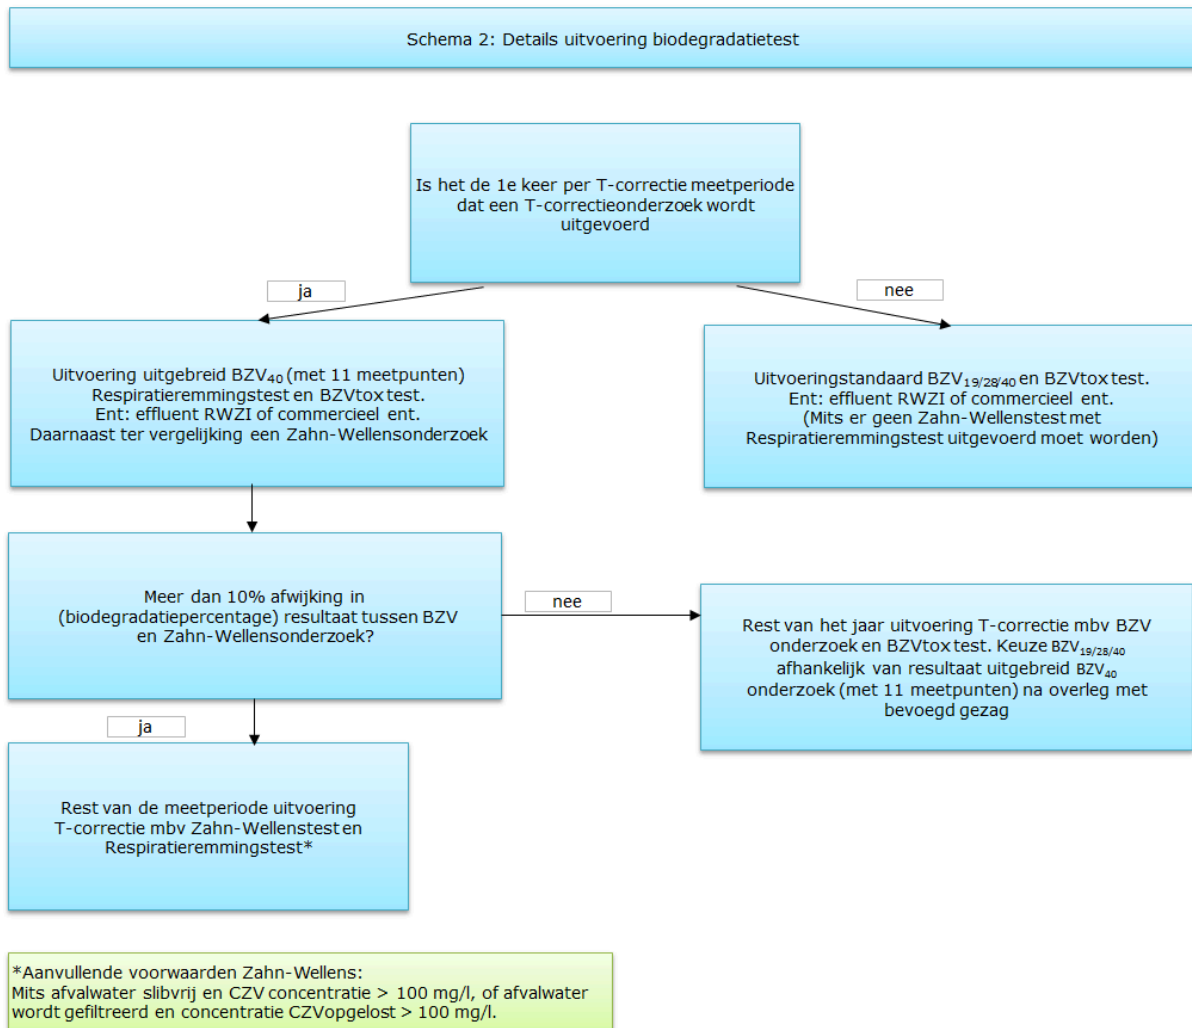 Schema 2: Details uitvoering biodegradatietest
Is het de 1e keer per T-correctie meetperiode
dat een T-correctieonderzoek wordt
uitgevoerd
ja
nee
Uitvoering uitgebreid BZV40 (met 11 meetpunten)
Respiratieremmingstest en BZVtox test.
Ent: effluent RWZI of commercieel ent.
Daarnaast ter vergelijking een Zahn-Wellensonderzoek
Uitvoeringstandaard BZV19/28/40 en BZVtox test.
Ent: effluent RWZI of commercieel ent.
(Mits er geen Zahn-Wellenstest met
Respiratieremmingstest uitgevoerd moet worden)
Meer dan 10% afwijking in
(biodegradatiepercentage) resultaat tussen BZV
en Zahn-Wellensonderzoek?
nee
Rest van het jaar uitvoering T-correctie mbv BZV
onderzoek en BZVtox test. Keuze BZV19/28/40
afhankelijk van resultaat uitgebreid BZV40
onderzoek (met 11 meetpunten) na overleg met
bevoegd gezag
ja
Rest van de meetperiode uitvoering
T-correctie mbv Zahn-Wellenstest en
Respiratieremmingstest*
*Aanvullende voorwaarden Zahn-Wellens:
Mits afvalwater slibvrij en CZV concentratie > 100 mg/l, of afvalwater
wordt gefiltreerd en concentratie CZVopgelost > 100 mg/l.